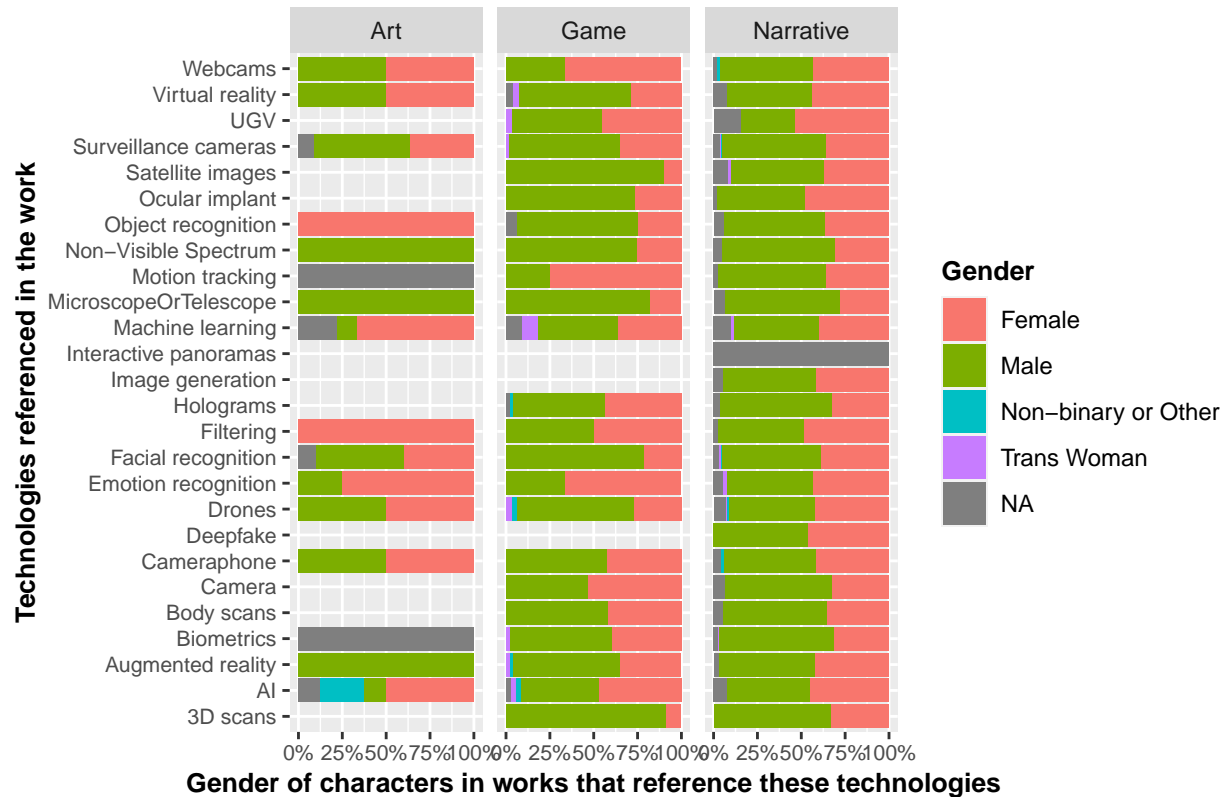 Art Game Narrative
Technologies referenced in the work
Webcams
Virtual reality
UGV
Surveillance cameras
Satellite images
Ocular implant
Object recognition
Non−Visible Spectrum
Motion tracking
MicroscopeOrTelescope
Machine learning
Interactive panoramas
Image generation
Holograms
Filtering
Facial recognition
Emotion recognition
Drones
Deepfake
Cameraphone
Camera
Body scans
Biometrics
Augmented reality
AI
3D scans
0% 25% 50% 75% 100% 0% 25% 50% 75% 100% 0% 25% 50% 75% 100%
Gender of characters in works that reference these technologies
Gender
Female
Male
Non−binary or Other
Trans Woman
NA